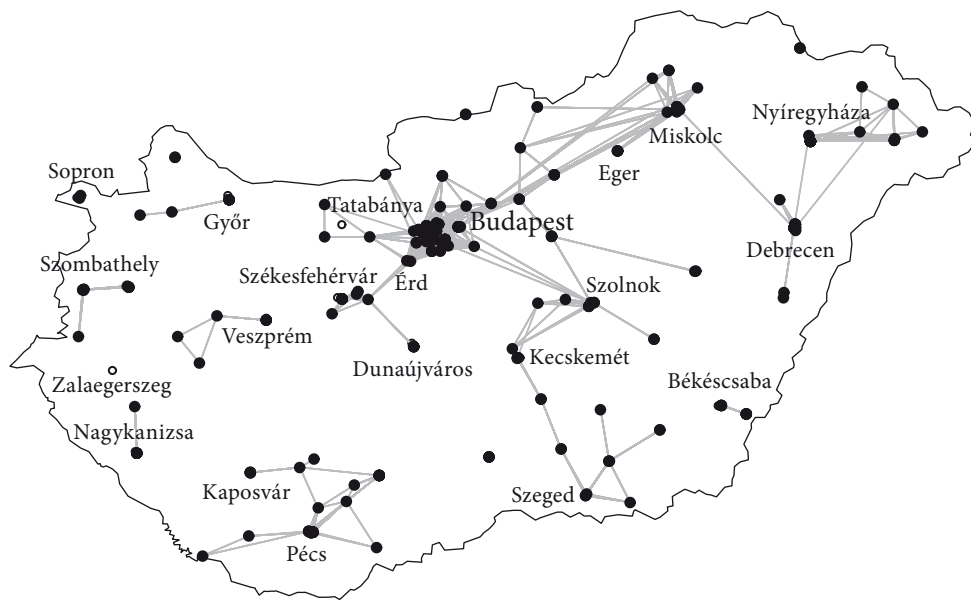 Nyíregyháza
Miskolc
Eger
Sopron
Tatabánya
Győr
Budapest
Debrecen
Szombathely
Székesfehérvár
Érd
Szolnok
Veszprém
Dunaújváros
Kecskemét
Zalaegerszeg
Békéscsaba
Nagykanizsa
Kaposvár
Szeged
Pécs